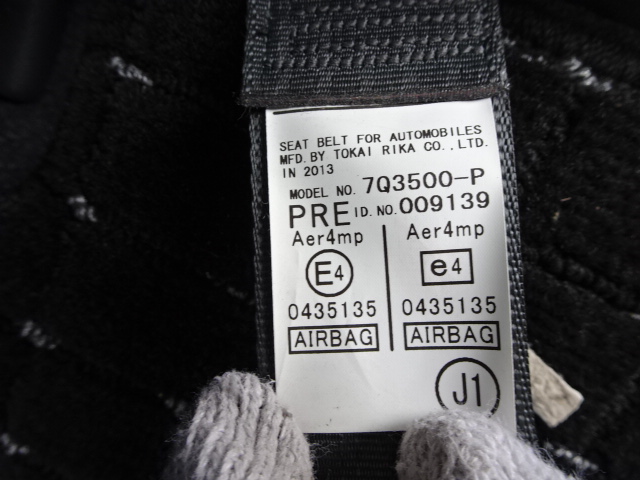 SEAT BELT FOR AUTOMOBILES
MFD. BY TOKAI RIKA CO., LTD.
IN 2013
MODEL NO. 7Q3500-P
PRE I D. NO. 009139
Aer4mp Aer4mp
E4 e4
0435135 0435135
AIRBAG AIRBAG
J1